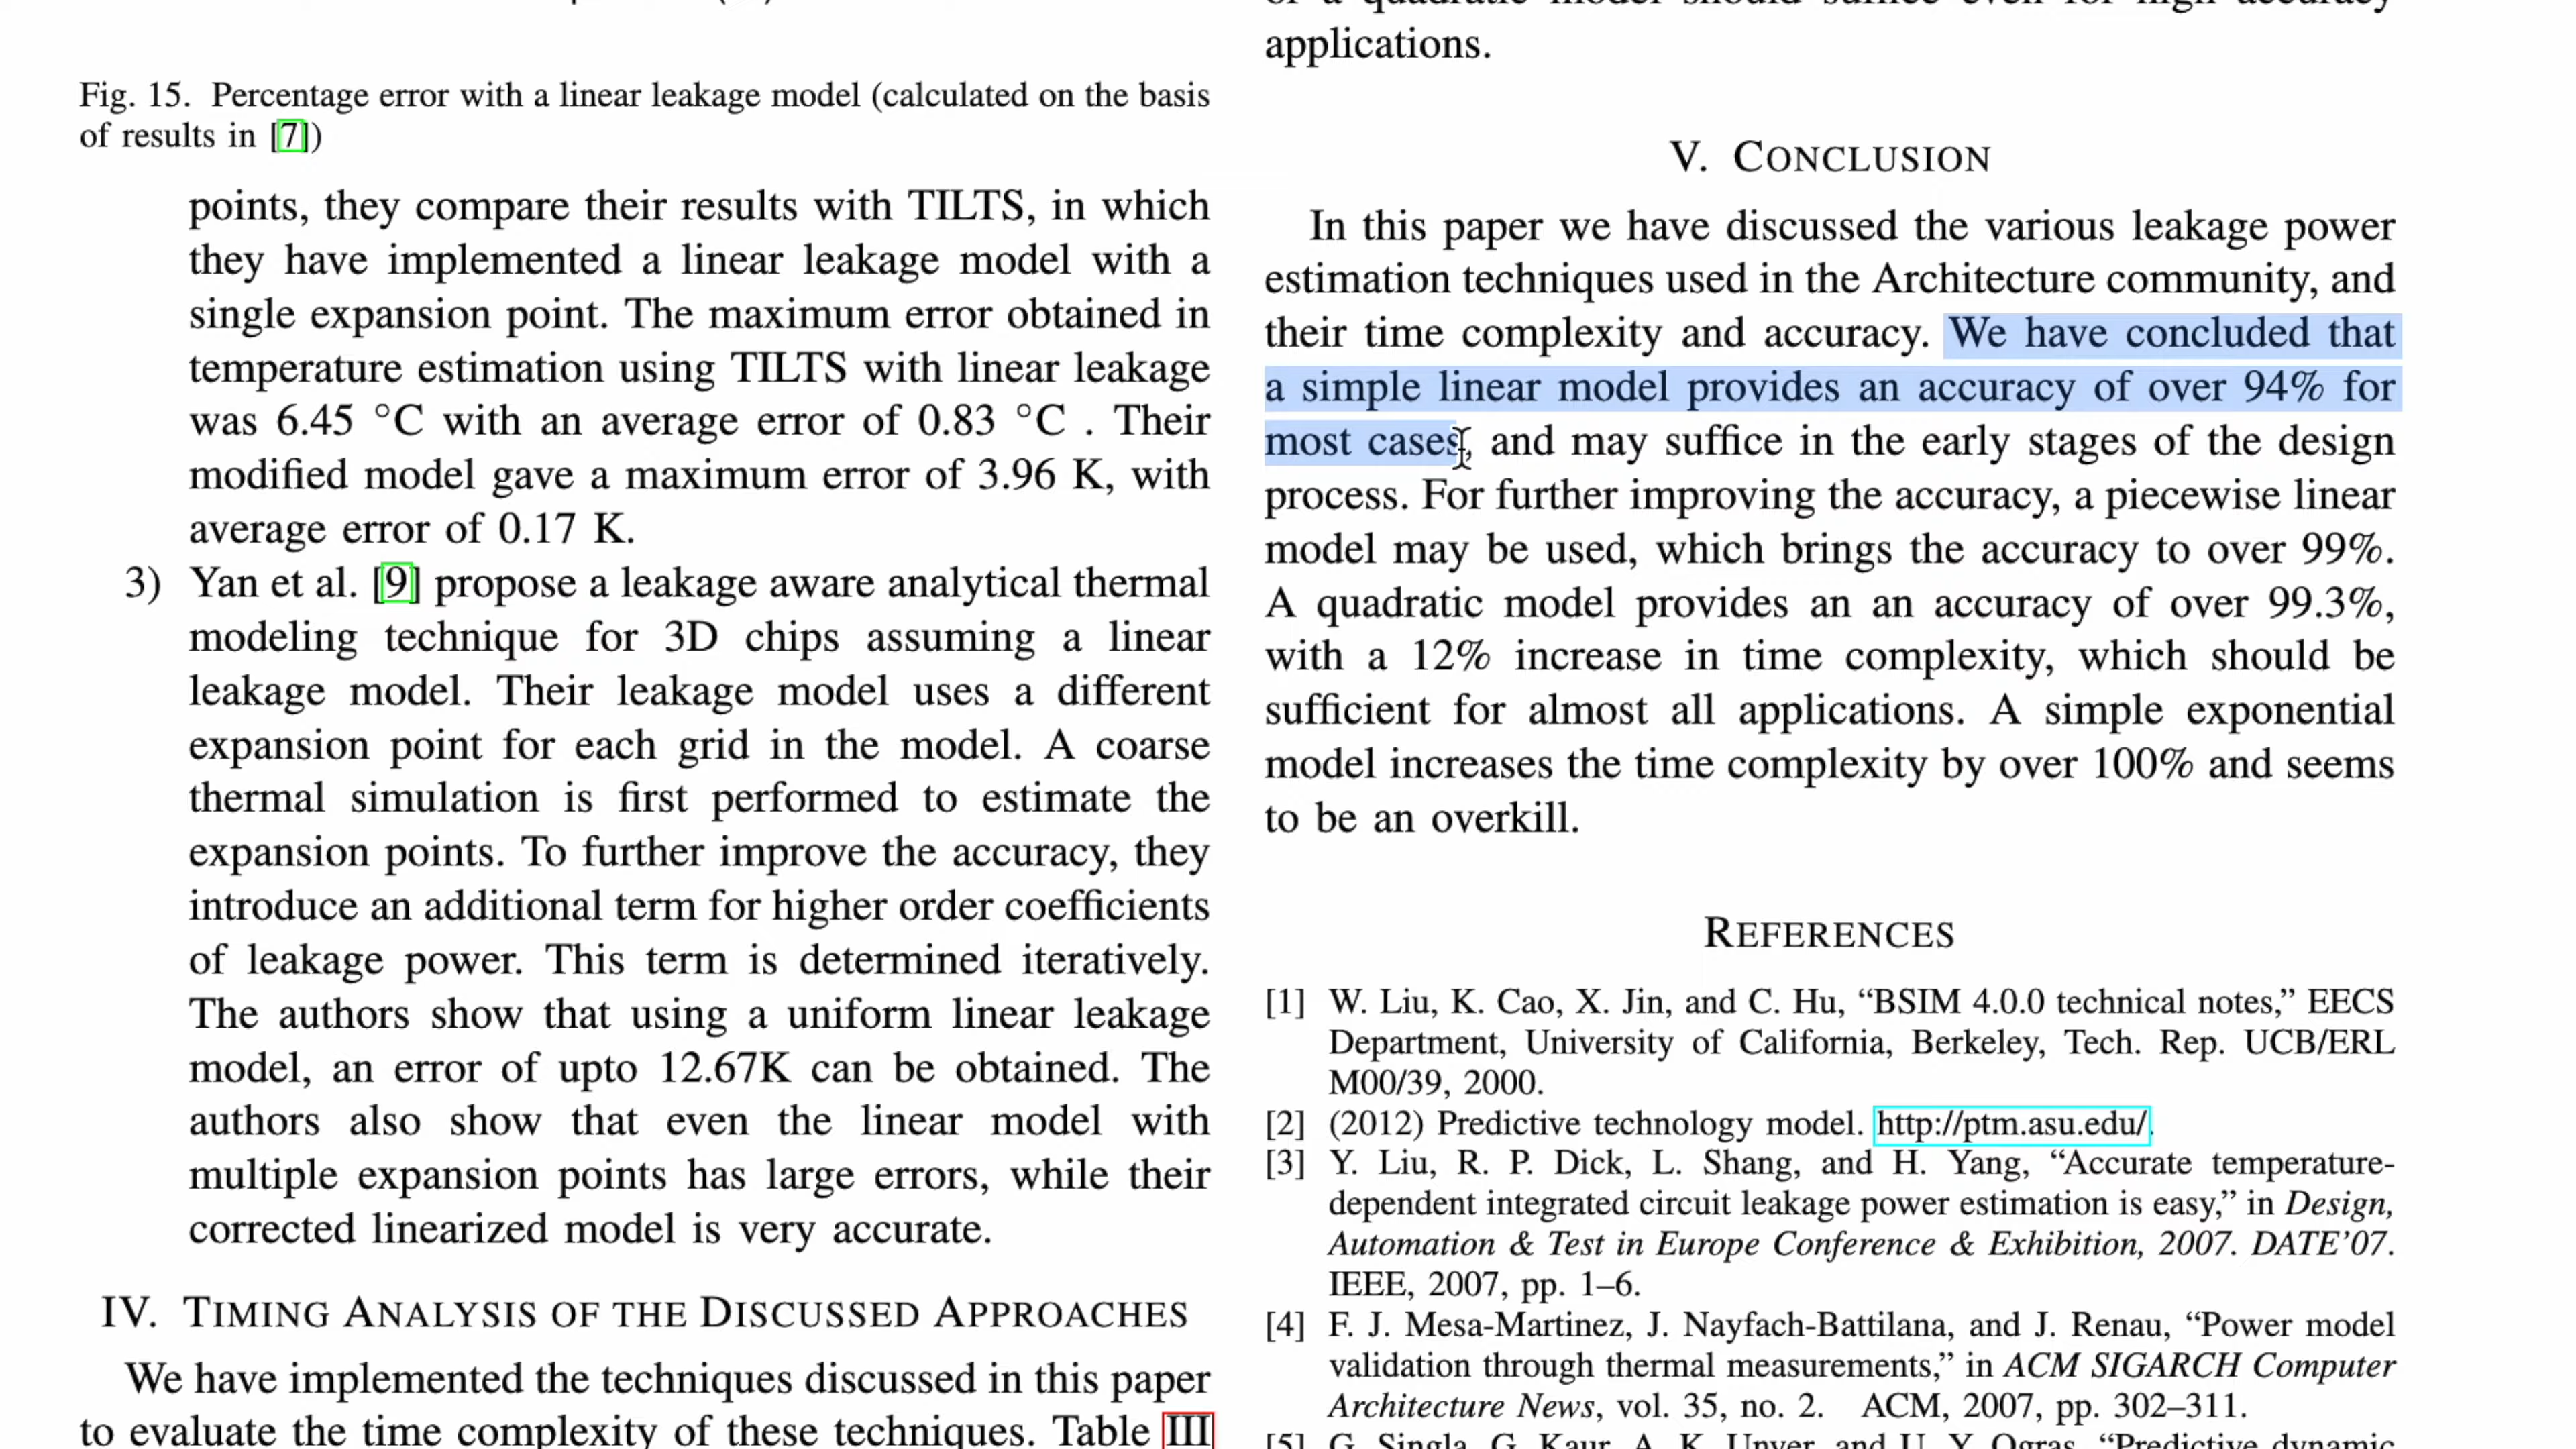 Fig. 15. Percentage error with a linear leakage model (calculated on the basis
of results in [7])
points, they compare their results with TILTS, in which
they have implemented a linear leakage model with a
single expansion point. The maximum error obtained in
temperature estimation using TILTS with linear leakage
was 6.45 °C with an average error of 0.83 °C . Their
modified model gave a maximum error of 3.96 K, with
average error of 0.17 K.
3) Yan et al. [9] propose a leakage aware analytical thermal
modeling technique for 3D chips assuming a linear
leakage model. Their leakage model uses a different
expansion point for each grid in the model. A coarse
thermal simulation is first performed to estimate the
expansion points. To further improve the accuracy, they
introduce an additional term for higher order coefficients
of leakage power. This term is determined iteratively.
The authors show that using a uniform linear leakage
model, an error of upto 12.67K can be obtained. The
authors also show that even the linear model with
multiple expansion points has large errors, while their
corrected linearized model is very accurate.
IV. TIMING ANALYSIS OF THE DISCUSSED APPROACHES
We have implemented the techniques discussed in this paper
to evaluate the time complexity of these techniques. Table III
of a quadratic model should suffice even for high accuracy
applications.
V. CONCLUSION
In this paper we have discussed the various leakage power
estimation techniques used in the Architecture community, and
their time complexity and accuracy. We have concluded that
a simple linear model provides an accuracy of over 94% for
most cases, and may suffice in the early stages of the design
process. For further improving the accuracy, a piecewise linear
model may be used, which brings the accuracy to over 99%.
A quadratic model provides an an accuracy of over 99.3%,
with a 12% increase in time complexity, which should be
sufficient for almost all applications. A simple exponential
model increases the time complexity by over 100% and seems
to be an overkill.
REFERENCES
[1] W. Liu, K. Cao, X. Jin, and C. Hu, “BSIM 4.0.0 technical notes,” EECS
Department, University of California, Berkeley, Tech. Rep. UCB/ERL
M00/39, 2000.
[2] (2012) Predictive technology model. http://ptm.asu.edu/.
[3] Y. Liu, R. P. Dick, L. Shang, and H. Yang, “Accurate temperature-
dependent integrated circuit leakage power estimation is easy,” in Design,
Automation & Test in Europe Conference & Exhibition, 2007. DATE’07.
IEEE, 2007, pp. 1–6.
[4] F. J. Mesa-Martinez, J. Nayfach-Battilana, and J. Renau, “Power model
validation through thermal measurements,” in ACM SIGARCH Computer
Architecture News, vol. 35, no. 2. ACM, 2007, pp. 302–311.
[5] G. Singla, G. Kaur, A. K. Unver, and U. Y. Ogras, “Predictive dynamic